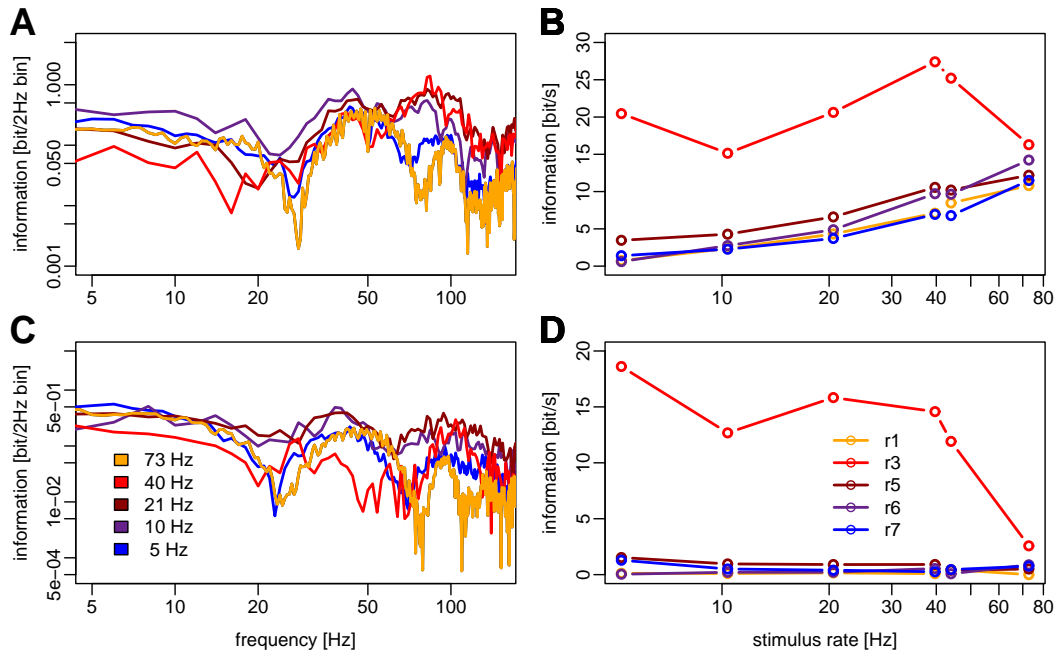 A
information [bit/2Hz bin]
1.000
0.050
0.001
5 10 20 50 100
B
information [bit/s]
30
25
20
15
10
5
0
10 20 30 40 60 80
C
information [bit/2Hz bin]
5e−01
1e−02
5e−04
73 Hz
40 Hz
21 Hz
10 Hz
5 Hz
5 10 20 50 100
frequency [Hz]
D
information [bit/s]
20
15
10
5
0
r1
r3
r5
r6
r7
10 20 30 40 60 80
stimulus rate [Hz]